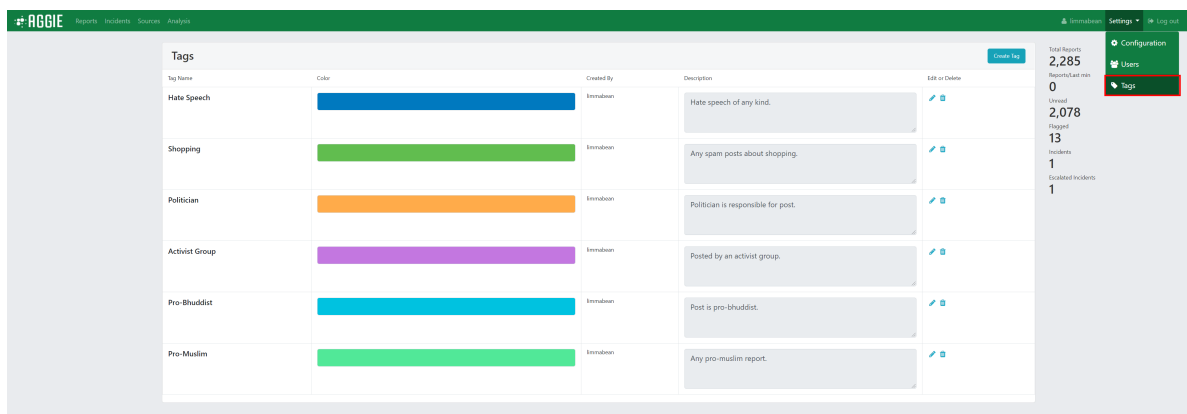 AGGIE Reports Incidents Sources Analysis limmabean Settings Log out
Configuration
Users
Tags
Tags Create Tag
Tag Name Color Created By Description Edit or Delete
Hate Speech limmabean Hate speech of any kind.
Shopping limmabean Any spam posts about shopping.
Politician limmabean Politician is responsible for post.
Activist Group limmabean Posted by an activist group.
Pro-Bhuddist limmabean Post is pro-bhuddist.
Pro-Muslim limmabean Any pro-muslim report.
Total Reports
2,285
Reports/Last min
0
Unread
2,078
Flagged
13
Incidents
1
Escalated Incidents
1